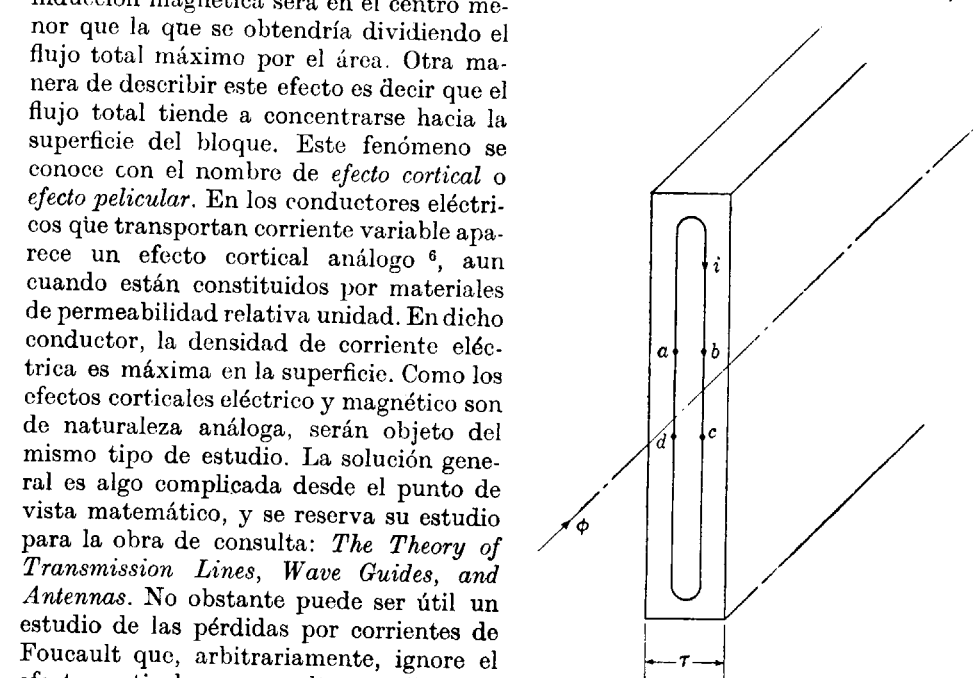 inducción magnética será en el centro me-
nor que la que se obtendría dividiendo el
flujo total máximo por el área. Otra ma-
nera de describir este efecto es decir que el
flujo total tiende a concentrarse hacia la
superficie del bloque. Este fenómeno se
conoce con el nombre de efecto cortical o
efecto pelicular. En los conductores eléctri-
cos que transportan corriente variable apa-
rece un efecto cortical análogo ⁶, aun
cuando están constituidos por materiales
de permeabilidad relativa unidad. En dicho
conductor, la densidad de corriente eléc-
trica es máxima en la superficie. Como los
efectos corticales eléctrico y magnético son
de naturaleza análoga, serán objeto del
mismo tipo de estudio. La solución gene-
ral es algo complicada desde el punto de
vista matemático, y se reserva su estudio
para la obra de consulta: The Theory of
Transmission Lines, Wave Guides, and
Antennas. No obstante puede ser útil un
estudio de las pérdidas por corrientes de
Foucault que, arbitrariamente, ignore el
i
a
b
d
c
ϕ
τ